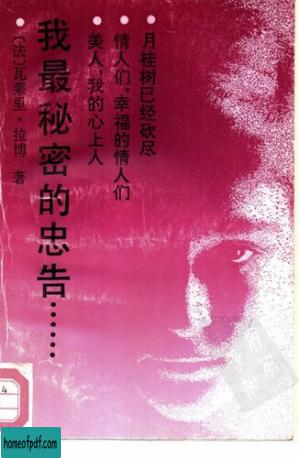 月桂树已经砍尽
情人们，幸福的情人们
美人，我的心上人
我最秘密的忠告……
〔法〕瓦莱里·拉博 著
4
homeofpdf.com